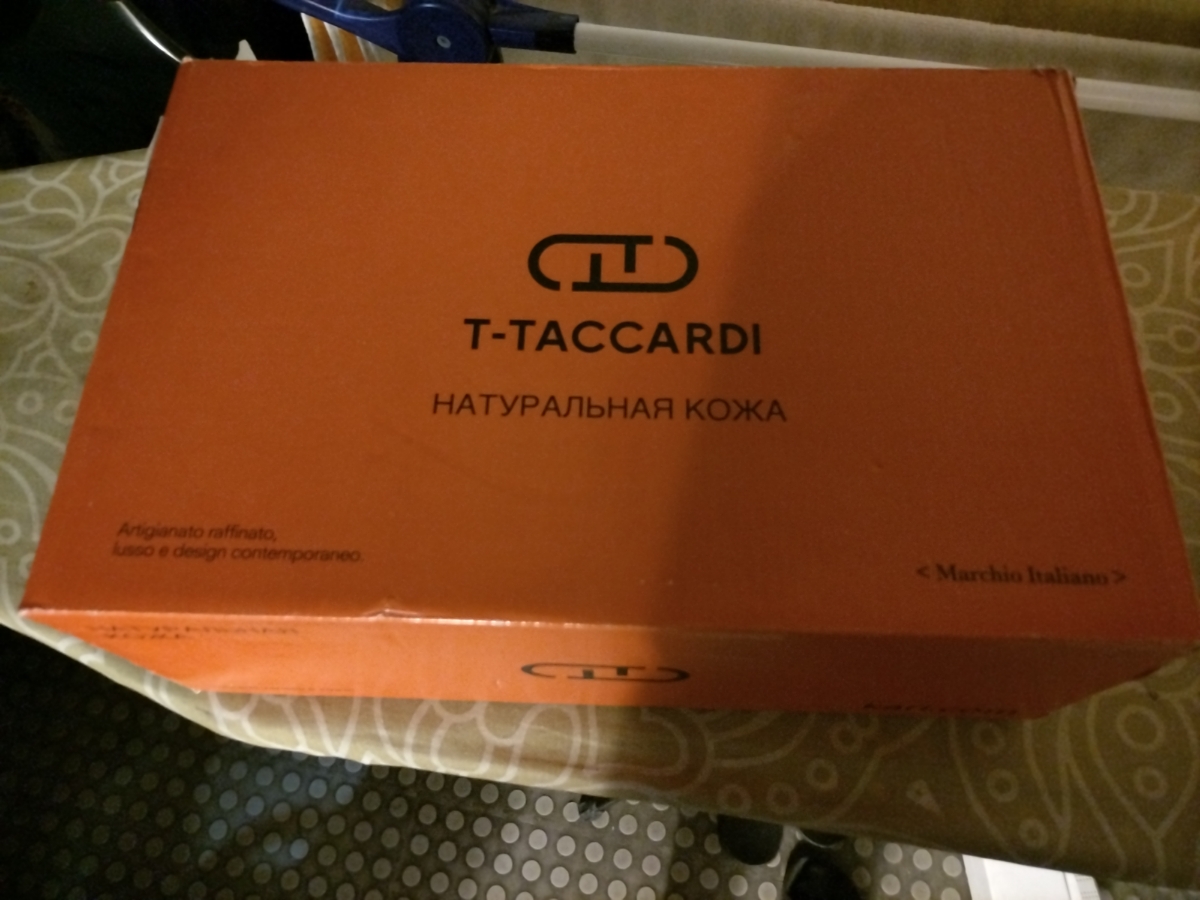 T-TACCARDI
НАТУРАЛЬНАЯ КОЖА
Artigianato raffinato,
lusso e design contemporaneo.
< Marchio Italiano >